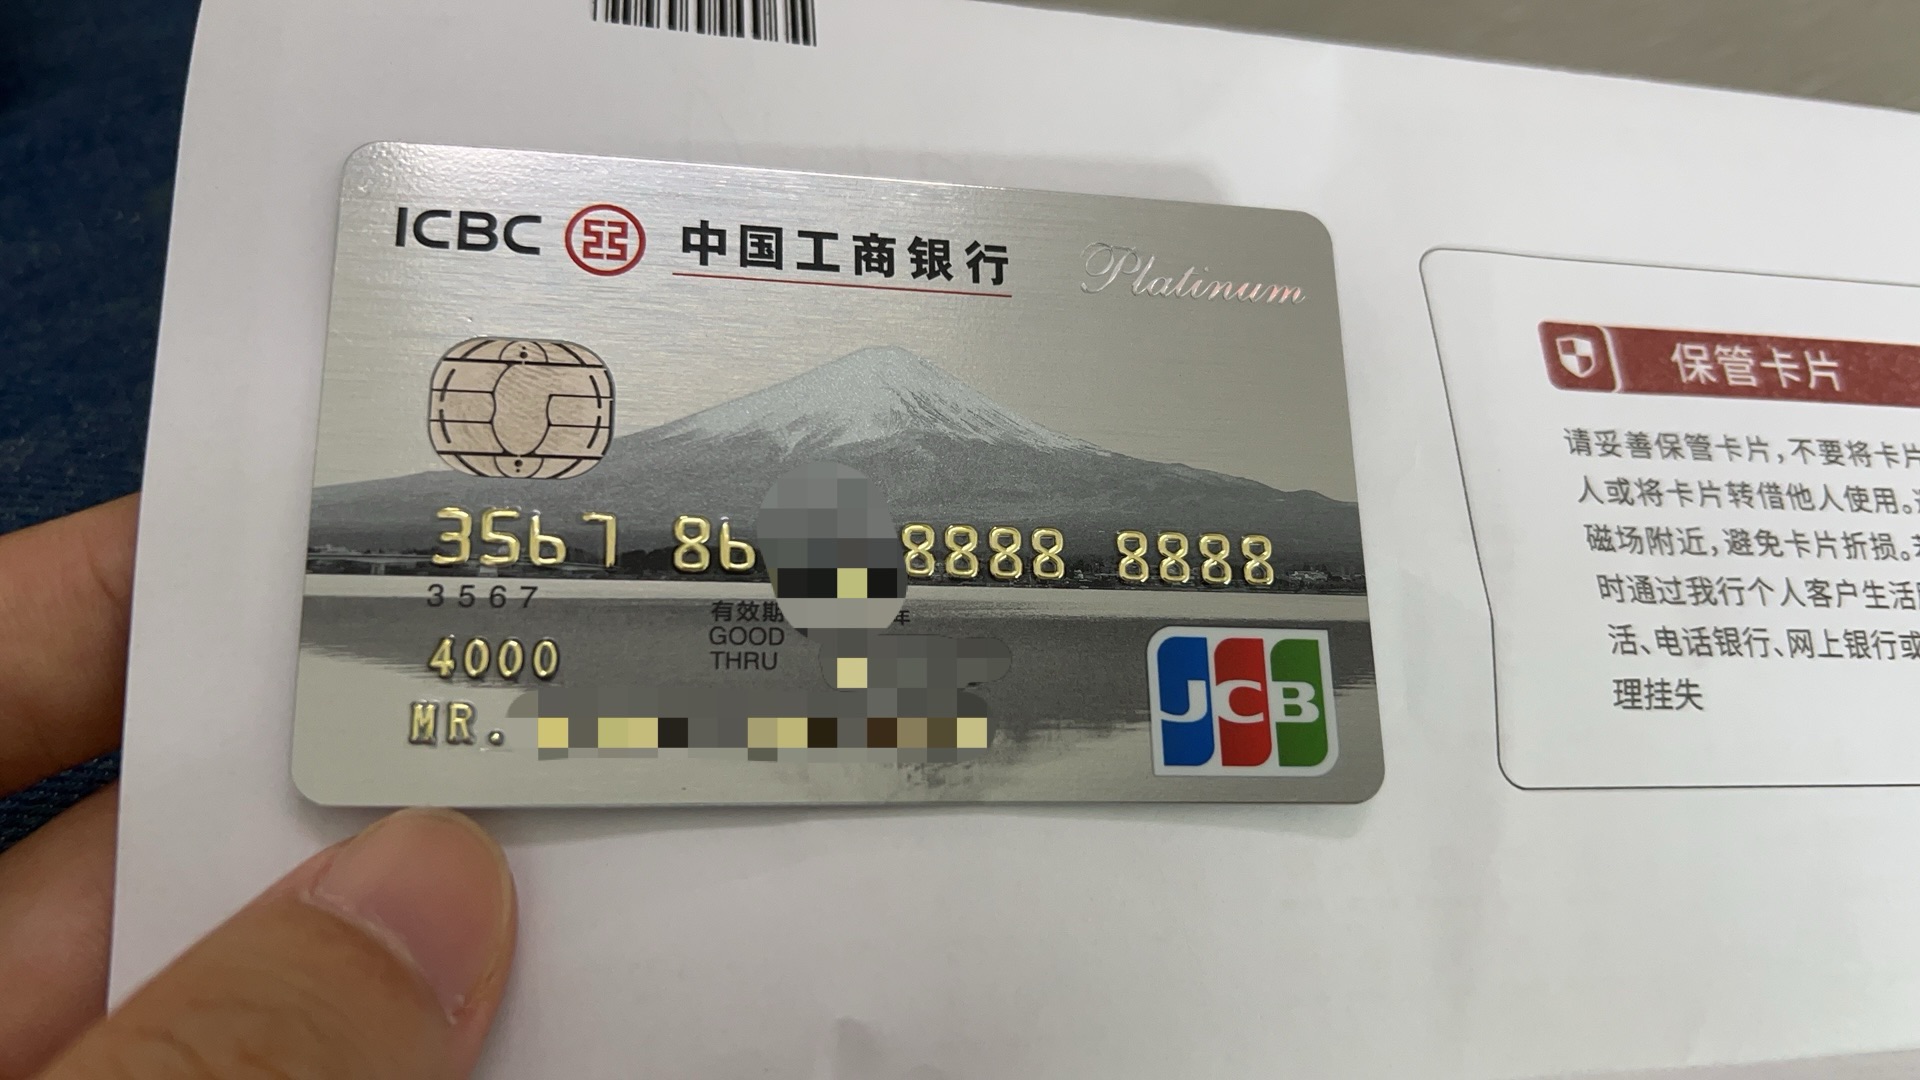 ICBC 中国工商银行
Platinum
3567 86 8888 8888
3567
有效期 年
GOOD
THRU
4000
MR.
JCB
保管卡片
请妥善保管卡片,不要将卡片
人或将卡片转借他人使用。
磁场附近,避免卡片折损。
时通过我行个人客户生活
活、电话银行、网上银行或
理挂失